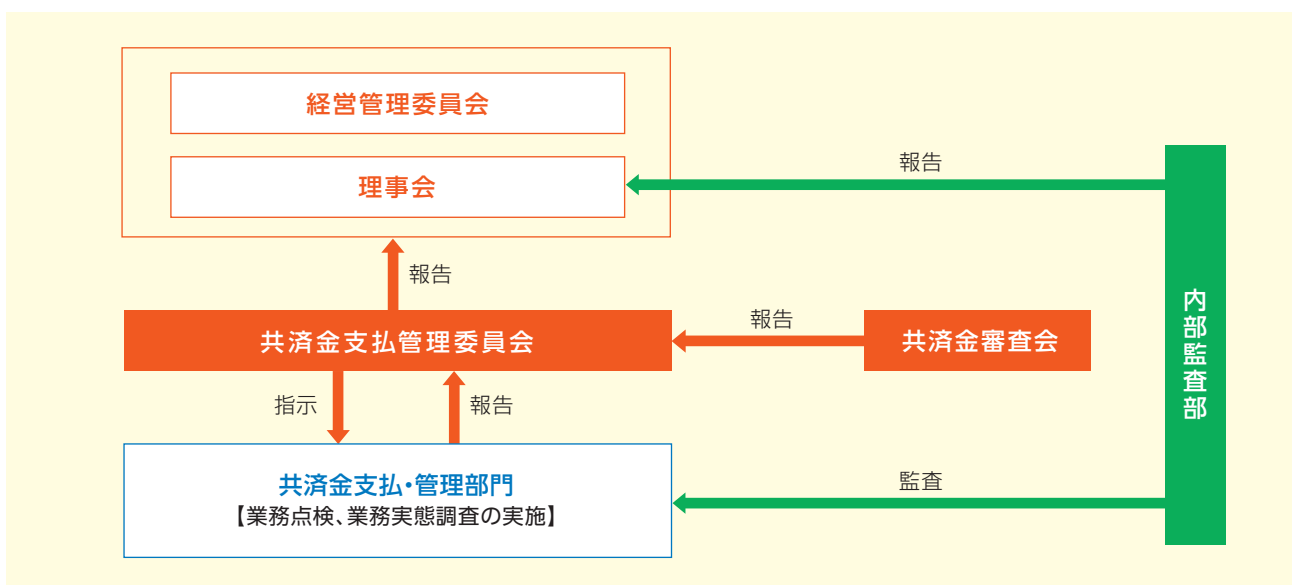 経営管理委員会
理事会
報告
報告
共済金支払管理委員会
報告
共済金審査会
内部監査部
指示
報告
共済金支払・管理部門
【業務点検、業務実態調査の実施】
監査